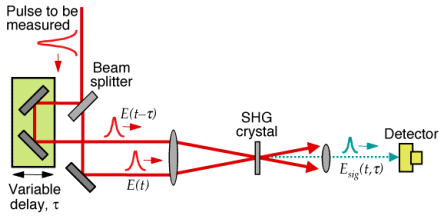 Pulse to be
measured
Beam
splitter
E(t–τ)
SHG
crystal
Detector
E(t)
E_sig(t,τ)
Variable
delay, τ